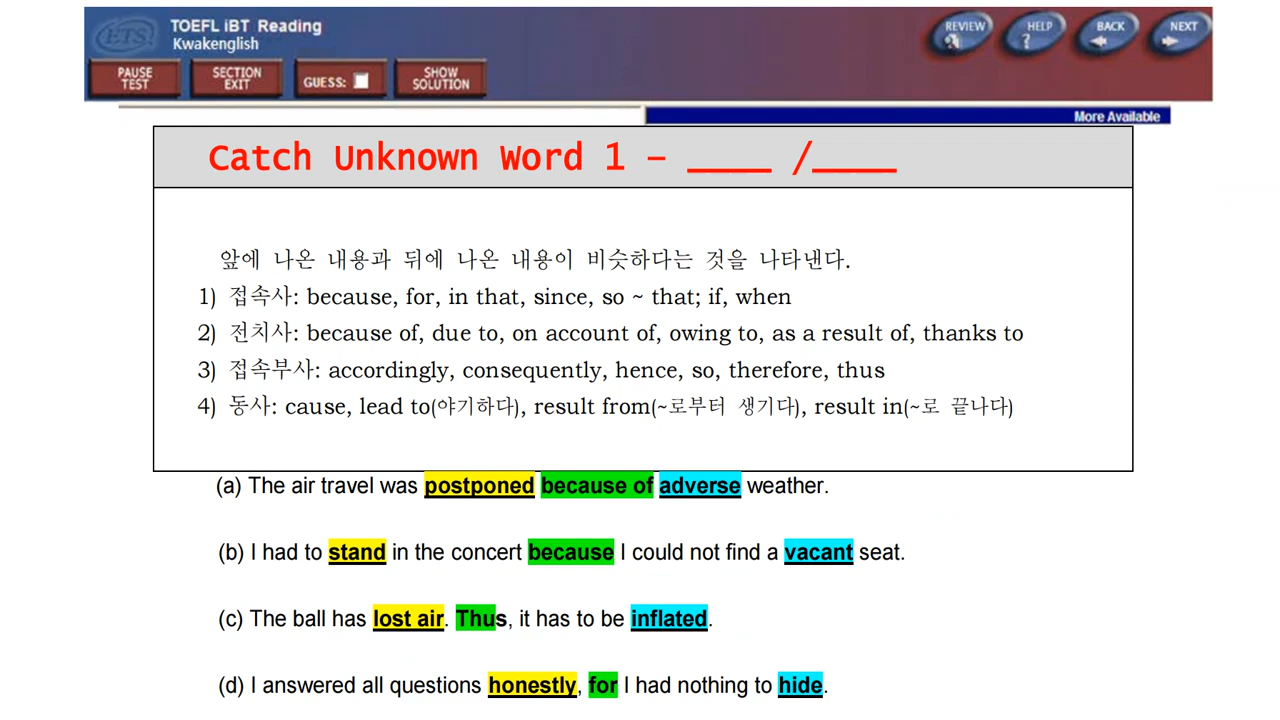 ETS
TOEFL iBT Reading
Kwakenglish
REVIEW
HELP
BACK
NEXT
PAUSE
TEST
SECTION
EXIT
GUESS:
SHOW
SOLUTION
More Available
Catch Unknown Word 1 – ____ /____
앞에 나온 내용과 뒤에 나온 내용이 비슷하다는 것을 나타낸다.
1) 접속사: because, for, in that, since, so ~ that; if, when
2) 전치사: because of, due to, on account of, owing to, as a result of, thanks to
3) 접속부사: accordingly, consequently, hence, so, therefore, thus
4) 동사: cause, lead to(야기하다), result from(~로부터 생기다), result in(~로 끝나다)
(a) The air travel was postponed because of adverse weather.
(b) I had to stand in the concert because I could not find a vacant seat.
(c) The ball has lost air. Thus, it has to be inflated.
(d) I answered all questions honestly, for I had nothing to hide.